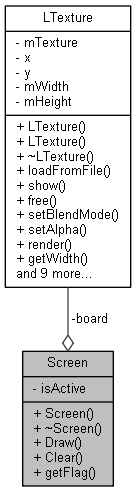 LTexture
- mTexture
- x
- y
- mWidth
- mHeight
+ LTexture()
+ LTexture()
+ ~LTexture()
+ loadFromFile()
+ show()
+ free()
+ setBlendMode()
+ setAlpha()
+ render()
+ getWidth()
and 9 more...
-board
Screen
- isActive
+ Screen()
+ ~Screen()
+ Draw()
+ Clear()
+ getFlag()